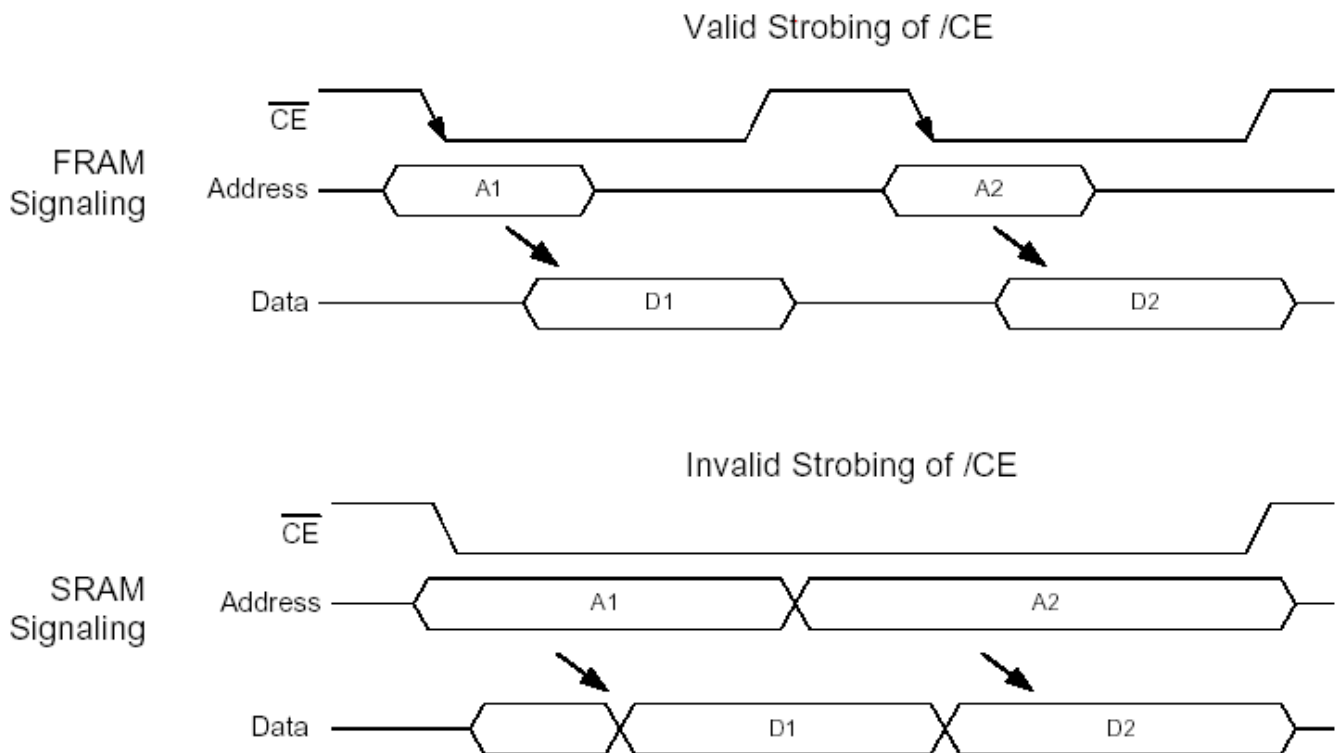 Valid Strobing of /CE
CE
FRAM
Signaling
Address
A1
A2
Data
D1
D2
Invalid Strobing of /CE
CE
SRAM
Signaling
Address
A1
A2
Data
D1
D2